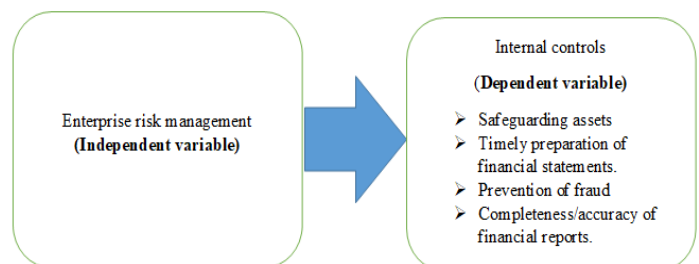 Enterprise risk management
(Independent variable)
Internal controls
(Dependent variable)
➢ Safeguarding assets
➢ Timely preparation of
financial statements.
➢ Prevention of fraud
➢ Completeness/accuracy of
financial reports.